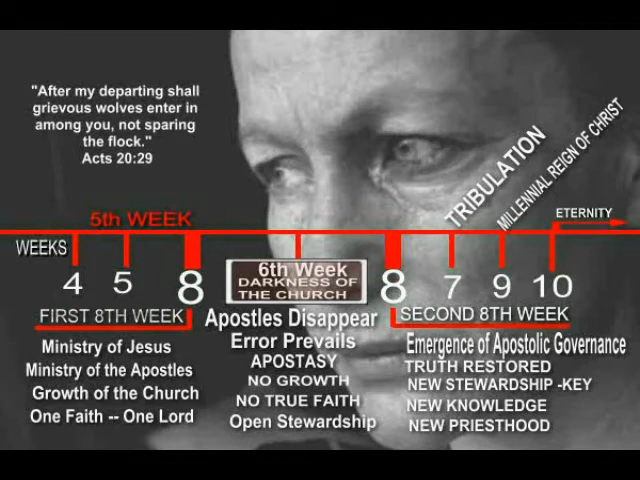 "After my departing shall
grievous wolves enter in
among you, not sparing
the flock."
Acts 20:29
TRIBULATION
MILLENNIAL REIGN OF CHRIST
ETERNITY
5th WEEK
WEEKS
4 5 8 8 7 9 10
6th Week
DARKNESS OF
THE CHURCH
FIRST 8TH WEEK
Ministry of Jesus
Ministry of the Apostles
Growth of the Church
One Faith -- One Lord
Apostles Disappear
Error Prevails
APOSTASY
NO GROWTH
NO TRUE FAITH
Open Stewardship
SECOND 8TH WEEK
Emergence of Apostolic Governance
TRUTH RESTORED
NEW STEWARDSHIP -KEY
NEW KNOWLEDGE
NEW PRIESTHOOD